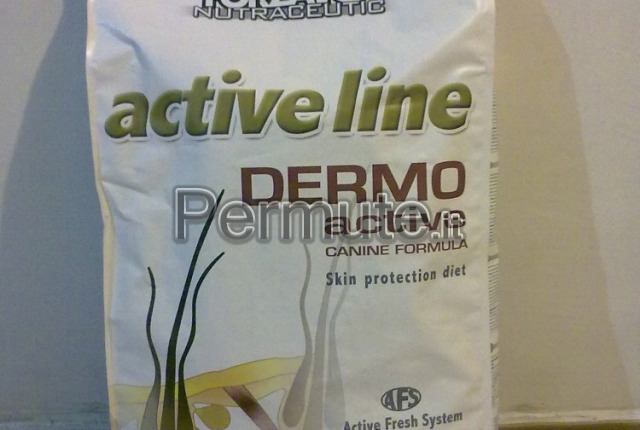 NUTRACEUTIC
active line
DERMO
active
CANINE FORMULA
Skin protection diet
Permute.it
AFS
Active Fresh System